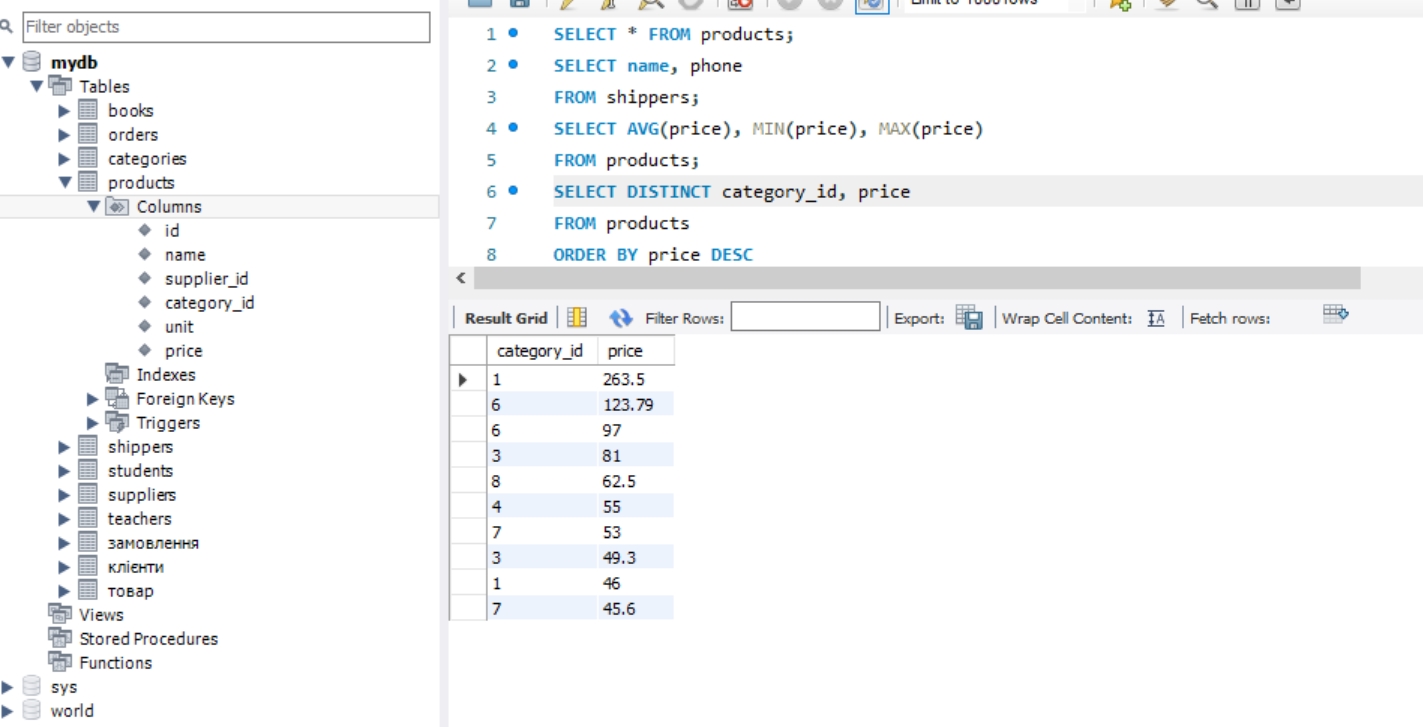 Limit to 1000 rows
Filter objects
mydb
Tables
books
orders
categories
products
Columns
id
name
supplier_id
category_id
unit
price
Indexes
Foreign Keys
Triggers
shippers
students
suppliers
teachers
замовлення
клієнти
товар
Views
Stored Procedures
Functions
sys
world
1 SELECT * FROM products;
2 SELECT name, phone
3 FROM shippers;
4 SELECT AVG(price), MIN(price), MAX(price)
5 FROM products;
6 SELECT DISTINCT category_id, price
7 FROM products
8 ORDER BY price DESC
Result Grid Filter Rows: Export: Wrap Cell Content: IA Fetch rows:
category_id price
1 263.5
6 123.79
6 97
3 81
8 62.5
4 55
7 53
3 49.3
1 46
7 45.6